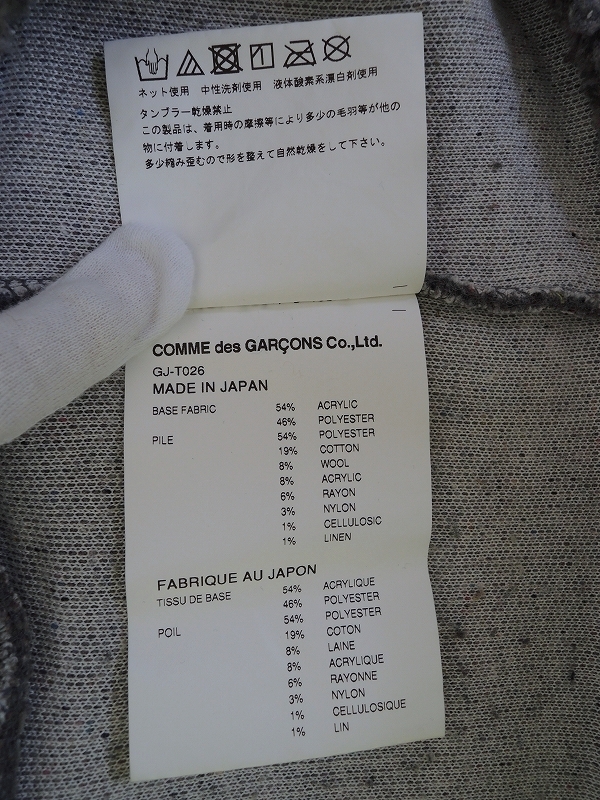 ネット使用 中性洗剤使用 液体酸素系漂白剤使用
タンブラー乾燥禁止
この製品は、着用時の摩擦等により多少の毛羽等が他の
物に付着します。
多少縮み歪むので形を整えて自然乾燥をして下さい。
COMME des GARÇONS Co.,Ltd.
GJ-T026
MADE IN JAPAN
BASE FABRIC 54% ACRYLIC
46% POLYESTER
PILE 54% POLYESTER
19% COTTON
8% WOOL
8% ACRYLIC
6% RAYON
3% NYLON
1% CELLULOSIC
1% LINEN
FABRIQUE AU JAPON
TISSU DE BASE 54% ACRYLIQUE
46% POLYESTER
POIL 54% POLYESTER
19% COTON
8% LAINE
8% ACRYLIQUE
6% RAYONNE
3% NYLON
1% CELLULOSIQUE
1% LIN